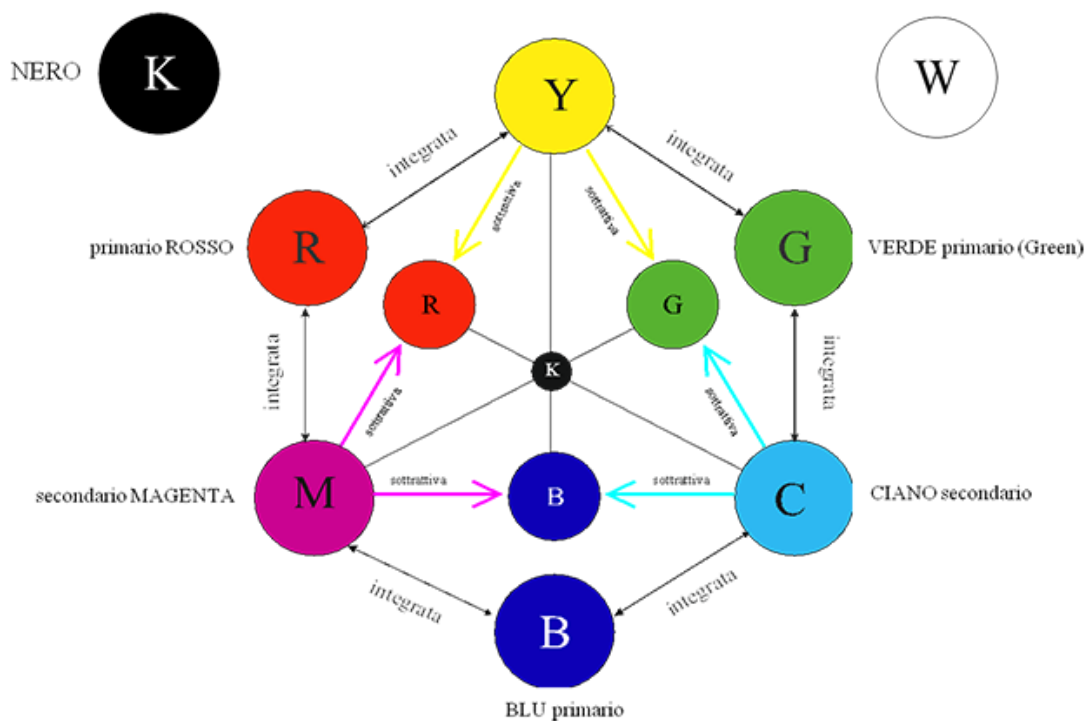 NERO
K
Y
W
integrata
integrata
sottrattiva
sottrattiva
primario ROSSO
R
G
VERDE primario (Green)
R
G
integrata
K
integrata
sottrattiva
sottrattiva
secondario MAGENTA
M
sottrattiva
B
sottrattiva
C
CIANO secondario
integrata
integrata
B
BLU primario